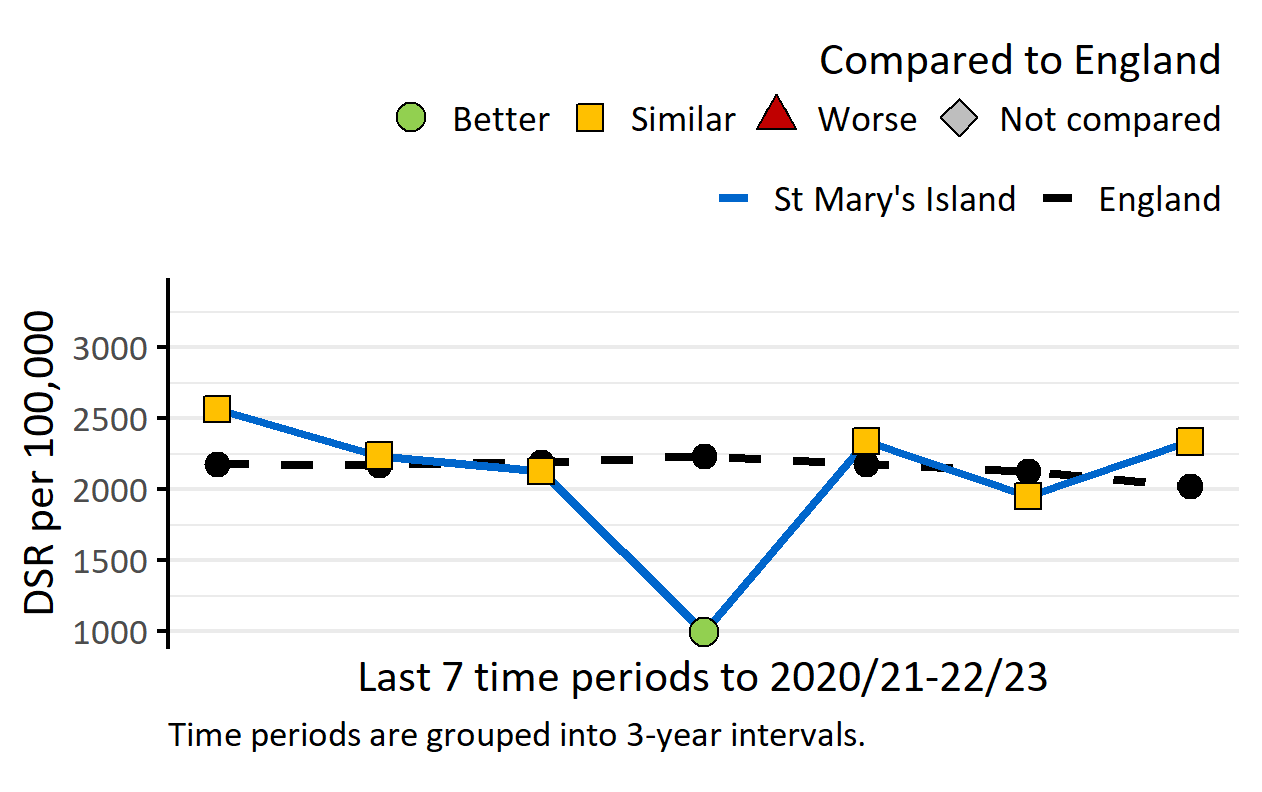 Compared to England
Better Similar Worse Not compared
St Mary's Island England
DSR per 100,000
3000
2500
2000
1500
1000
Last 7 time periods to 2020/21-22/23
Time periods are grouped into 3-year intervals.